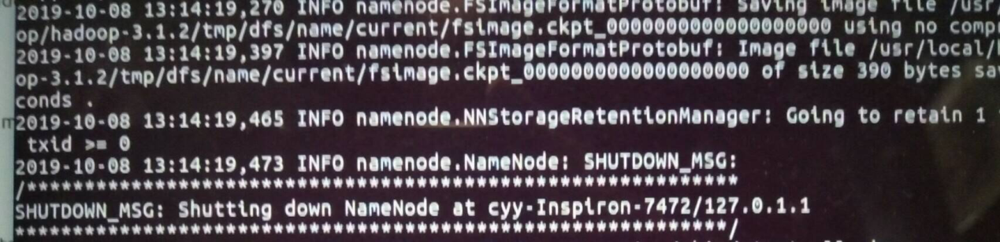 2019-10-08 13:14:19,270 INFO namenode.FSImageFormatProtobuf: Saving image file /usr/
op/hadoop-3.1.2/tmp/dfs/name/current/fsimage.ckpt_0000000000000000000 using no comp
2019-10-08 13:14:19,397 INFO namenode.FSImageFormatProtobuf: Image file /usr/local/
op-3.1.2/tmp/dfs/name/current/fsimage.ckpt_0000000000000000000 of size 390 bytes sa
conds .
2019-10-08 13:14:19,465 INFO namenode.NNStorageRetentionManager: Going to retain 1
txid >= 0
2019-10-08 13:14:19,473 INFO namenode.NameNode: SHUTDOWN_MSG:
/************************************************************
SHUTDOWN_MSG: Shutting down NameNode at cyy-Inspiron-7472/127.0.1.1
************************************************************/